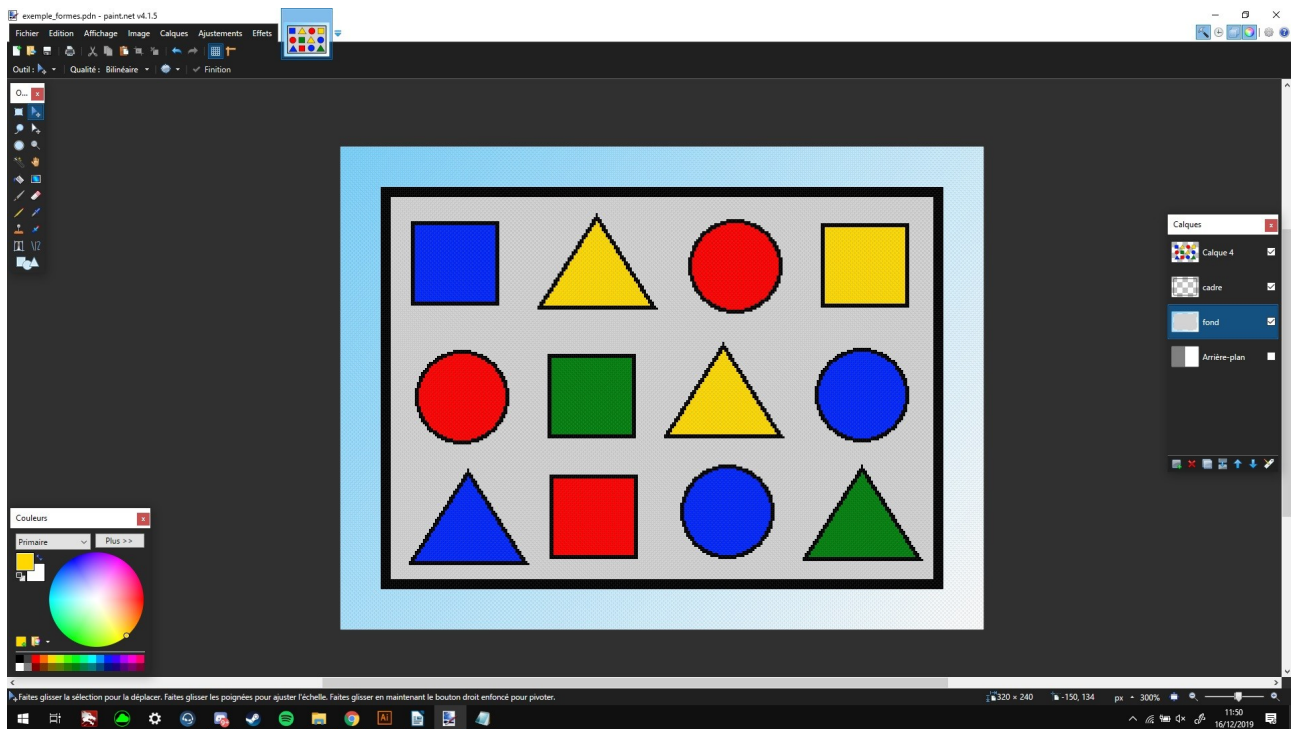 exemple_formes.pdn - paint.net v4.1.5
Fichier Edition Affichage Image Calques Ajustements Effets
Outil : Qualité : Bilinéaire Finition
O...
Calques
Calque 4
cadre
fond
Arrière-plan
Couleurs
Primaire Plus >>
Faites glisser la sélection pour la déplacer. Faites glisser les poignées pour ajuster l'échelle. Faites glisser en maintenant le bouton droit enfoncé pour pivoter. 320 × 240 -150, 134 px 300%
Ai
11:50
16/12/2019